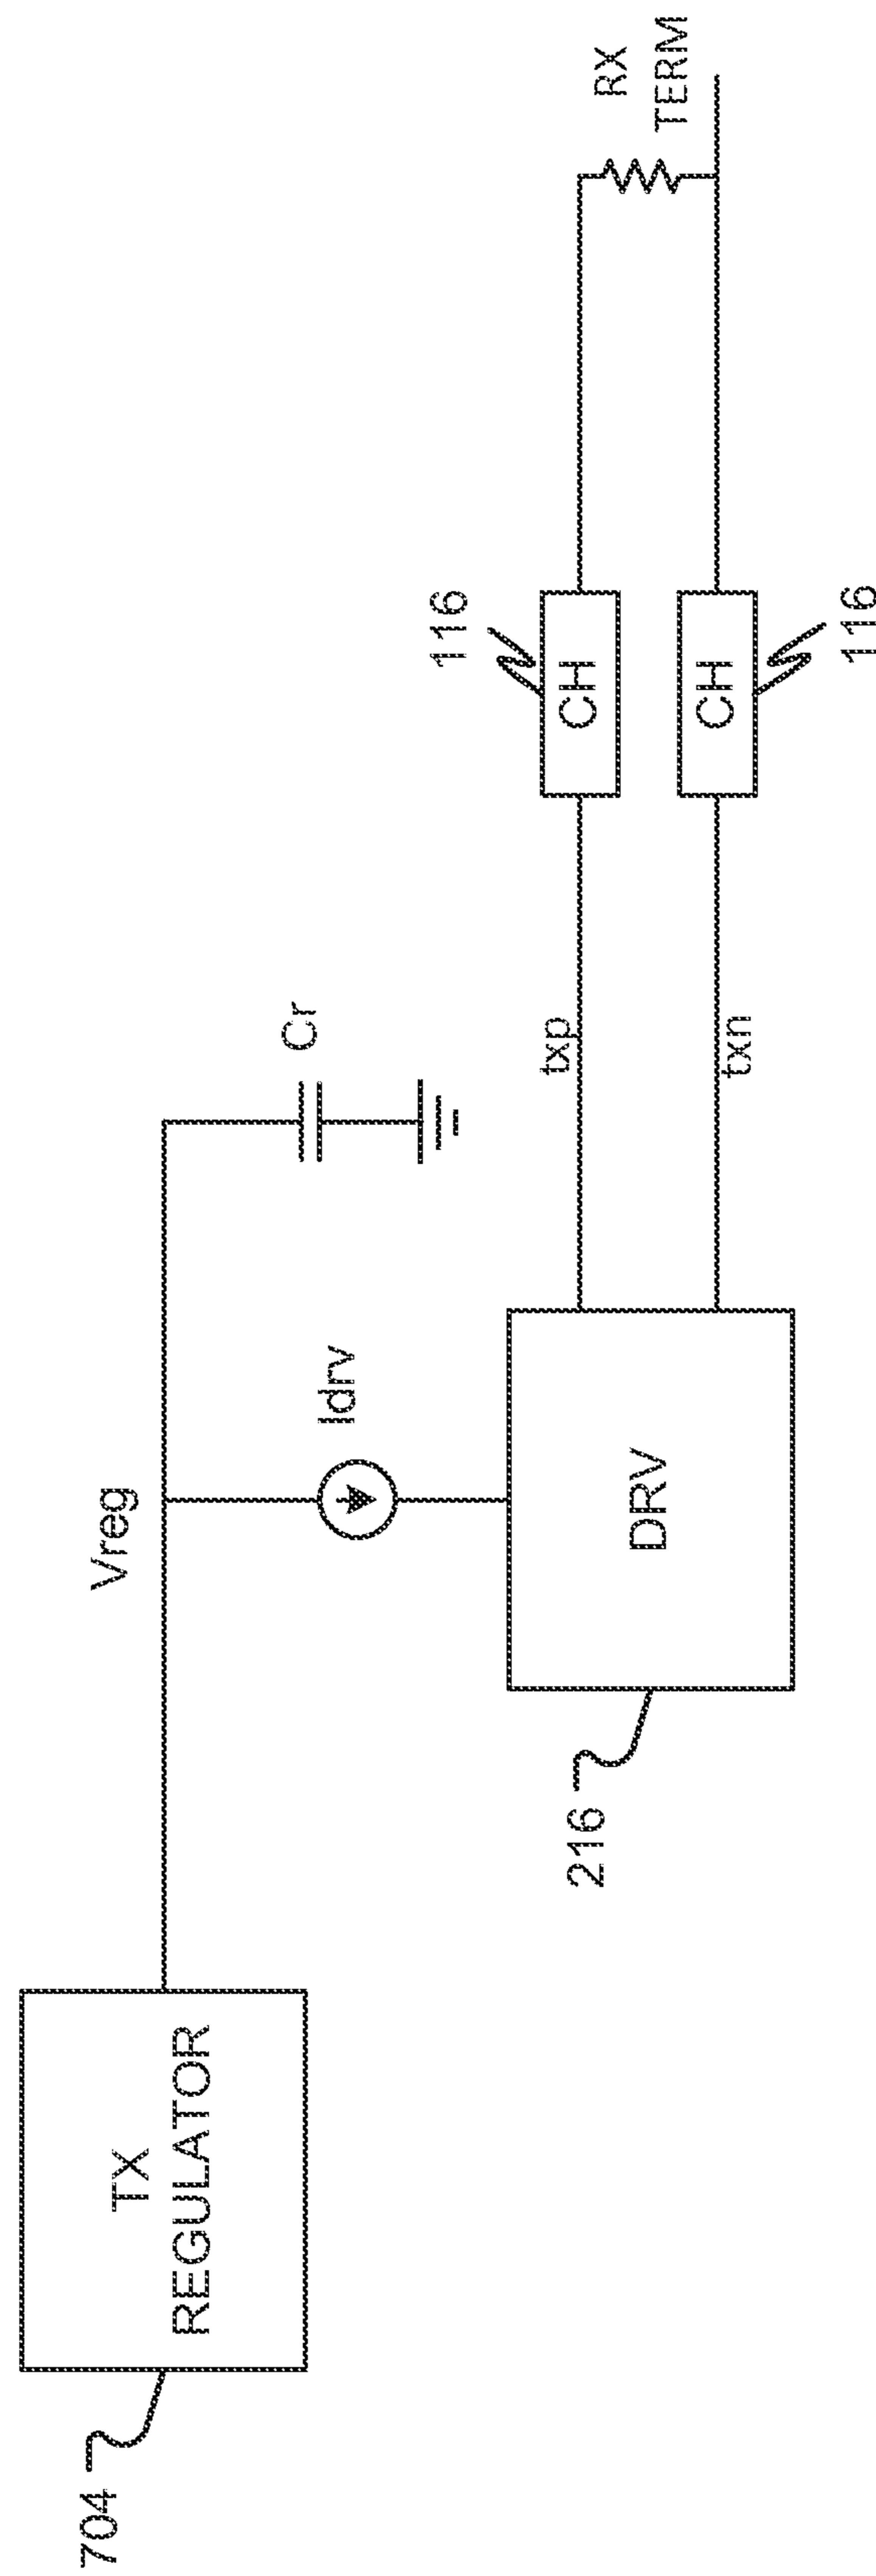 704
TX
REGULATOR
Vreg
Idrv
Cr
216
DRV
txp
txn
116
CH
CH
116
RX
TERM